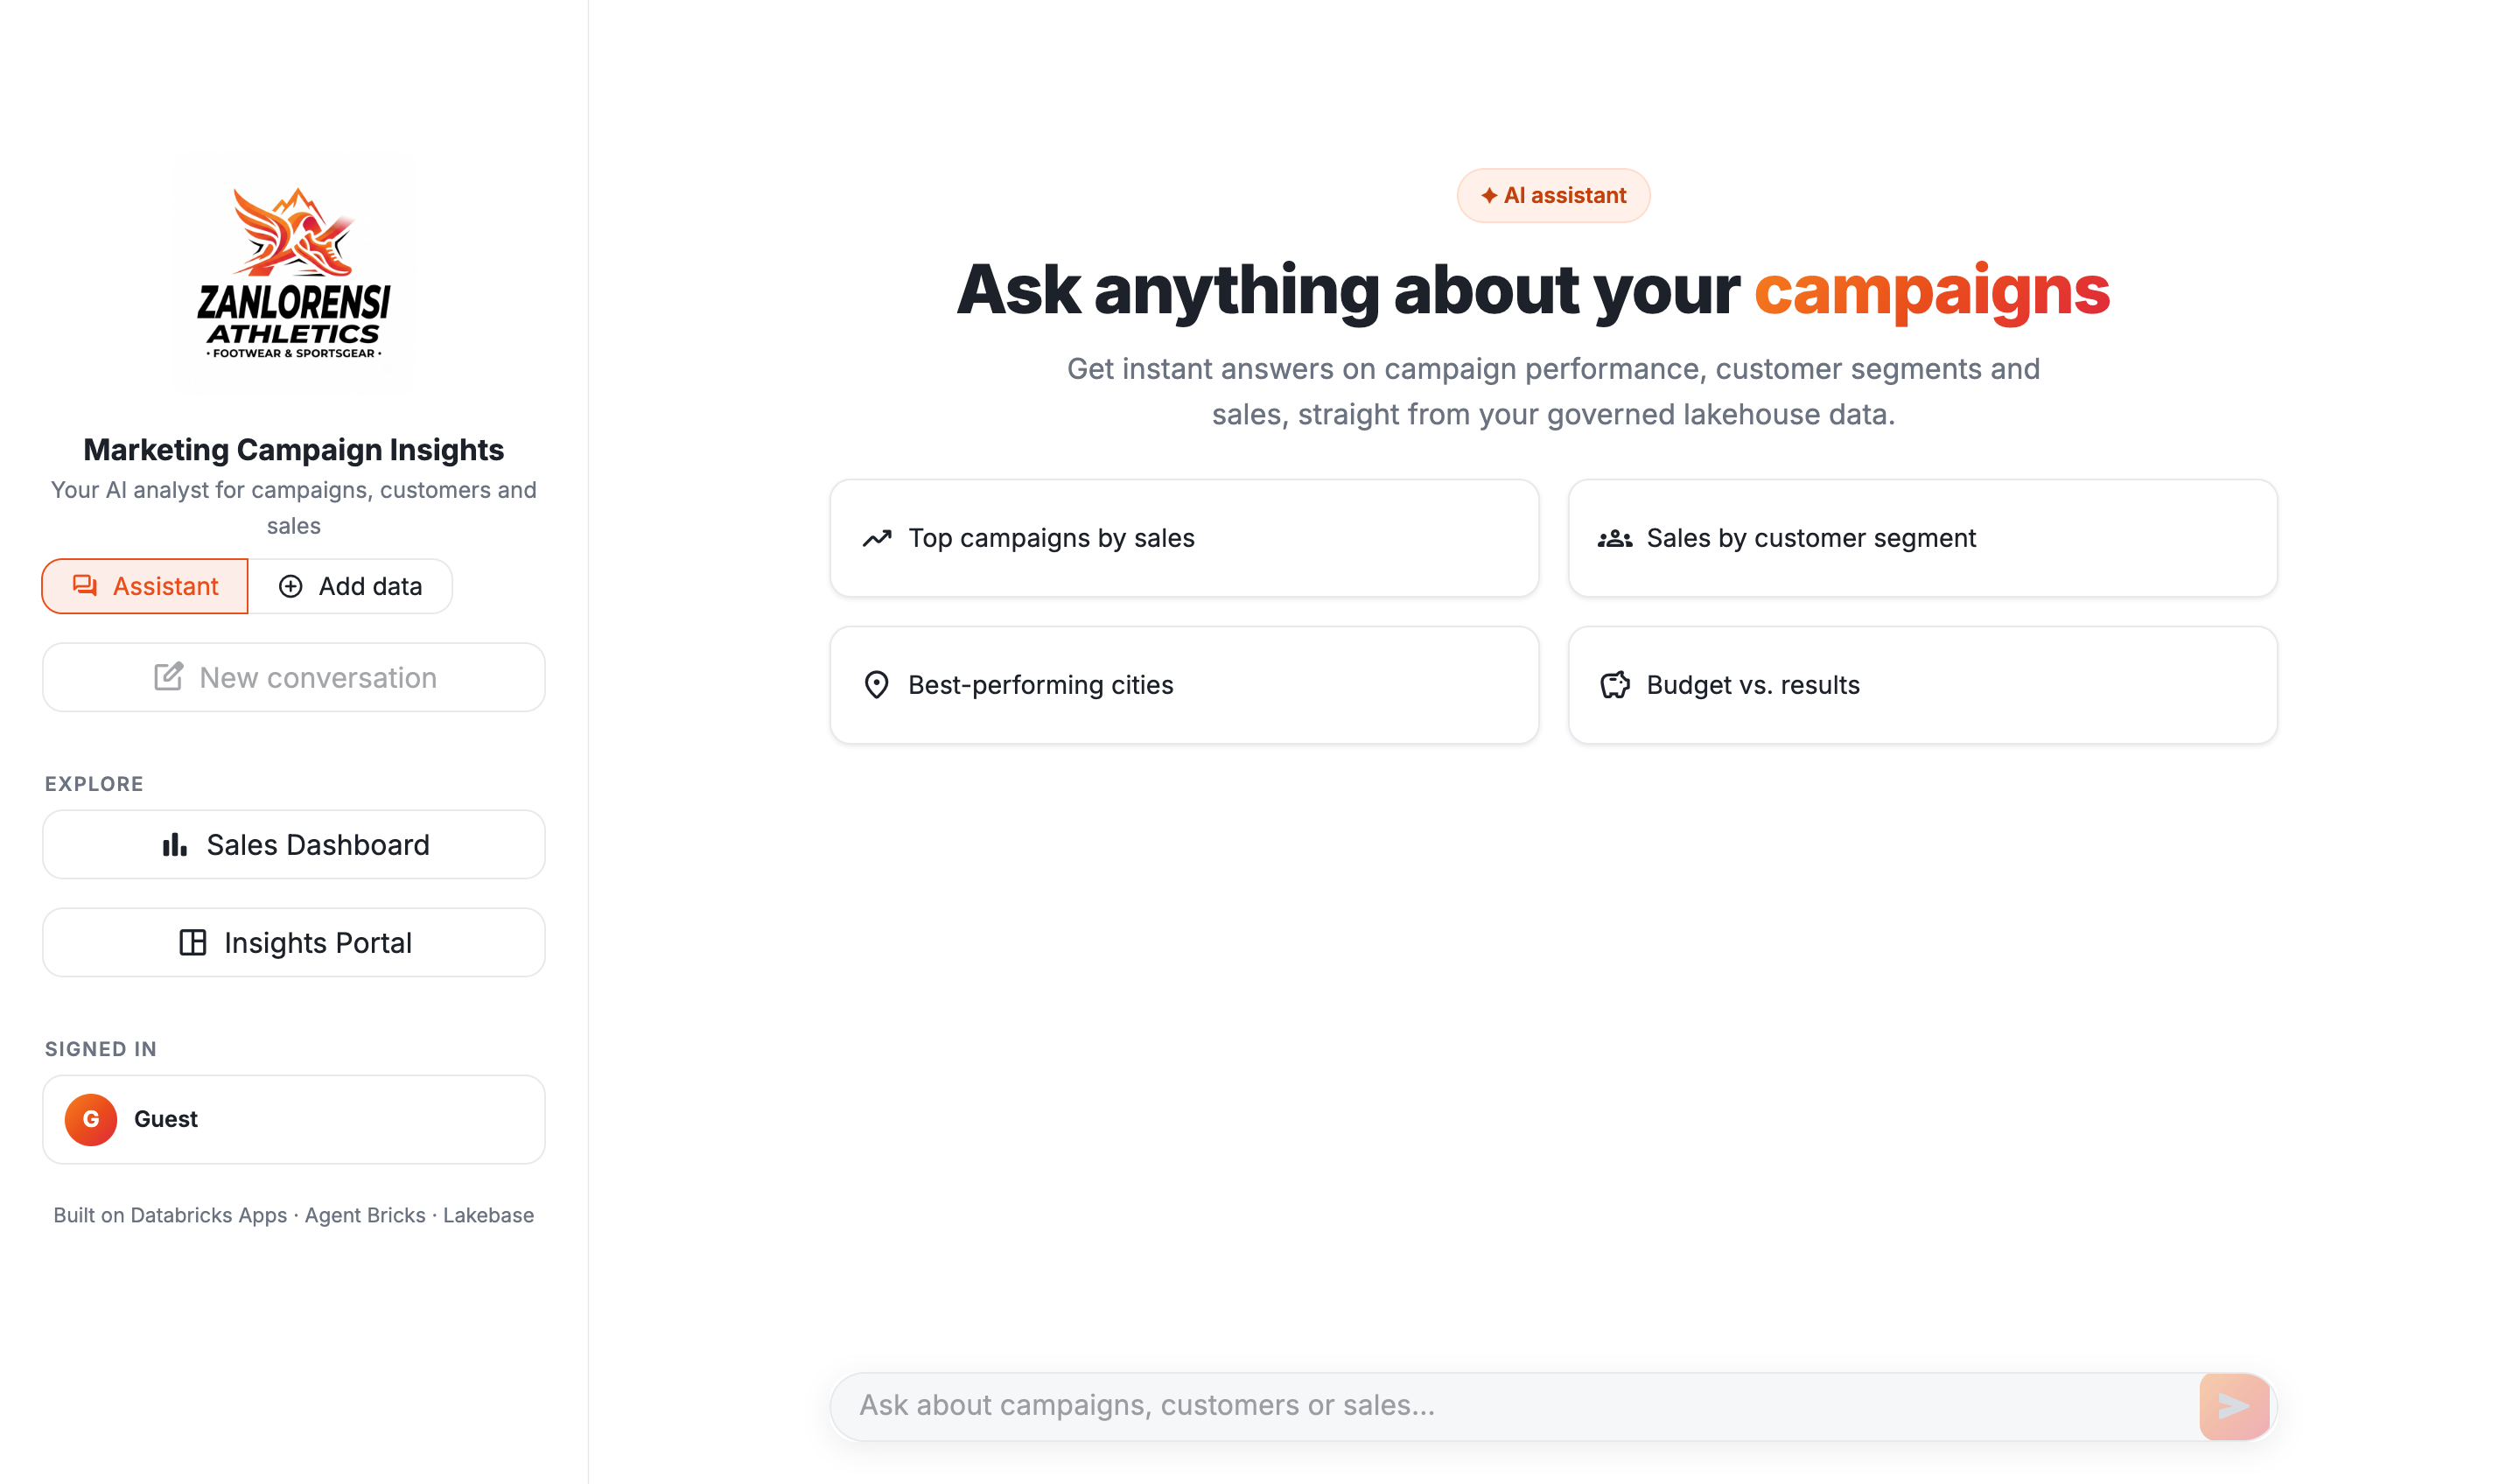 ZANLORENSI
ATHLETICS
• FOOTWEAR & SPORTSGEAR •
Marketing Campaign Insights
Your AI analyst for campaigns, customers and
sales
Assistant
Add data
New conversation
EXPLORE
Sales Dashboard
Insights Portal
SIGNED IN
G
Guest
Built on Databricks Apps · Agent Bricks · Lakebase
AI assistant
Ask anything about your campaigns
Get instant answers on campaign performance, customer segments and
sales, straight from your governed lakehouse data.
Top campaigns by sales
Sales by customer segment
Best-performing cities
Budget vs. results
Ask about campaigns, customers or sales...